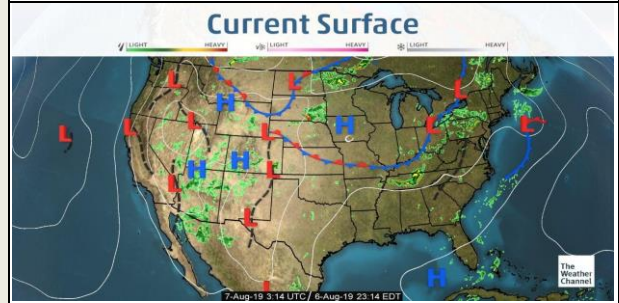 Current Surface
LIGHT HEAVY LIGHT HEAVY LIGHT HEAVY
L
L
H
L
L
L
L
L
H
L
L
H
H
L
L
L
L
H
L
The Weather Channel
7-Aug-19 3:14 UTC / 6-Aug-19 23:14 EDT